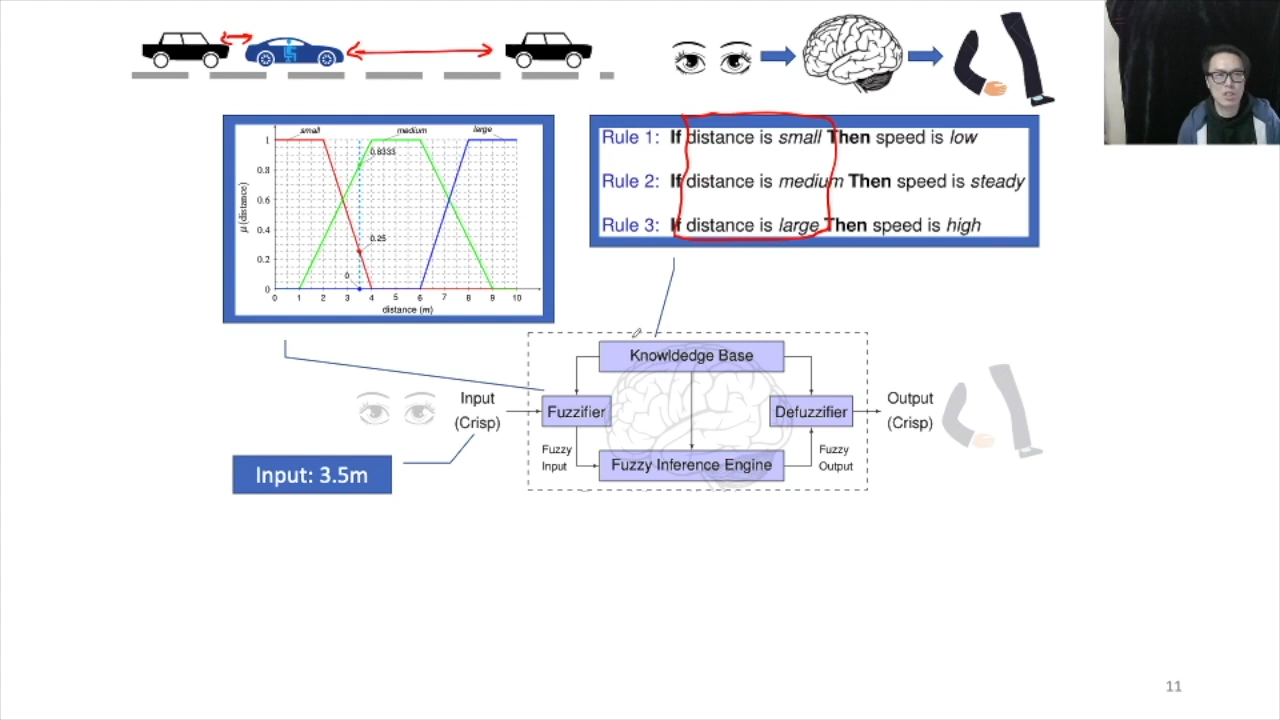 small medium large
1
0.8333
0.8
0.6
0.4
0.25
0.2
0
0
0 1 2 3 4 5 6 7 8 9 10
μ (distance)
distance (m)
Rule 1: If distance is small Then speed is low
Rule 2: If distance is medium Then speed is steady
Rule 3: If distance is large Then speed is high
Knowldedge Base
Input
(Crisp)
Fuzzifier
Defuzzifier
Output
(Crisp)
Fuzzy
Input
Fuzzy Inference Engine
Fuzzy
Output
Input: 3.5m
11